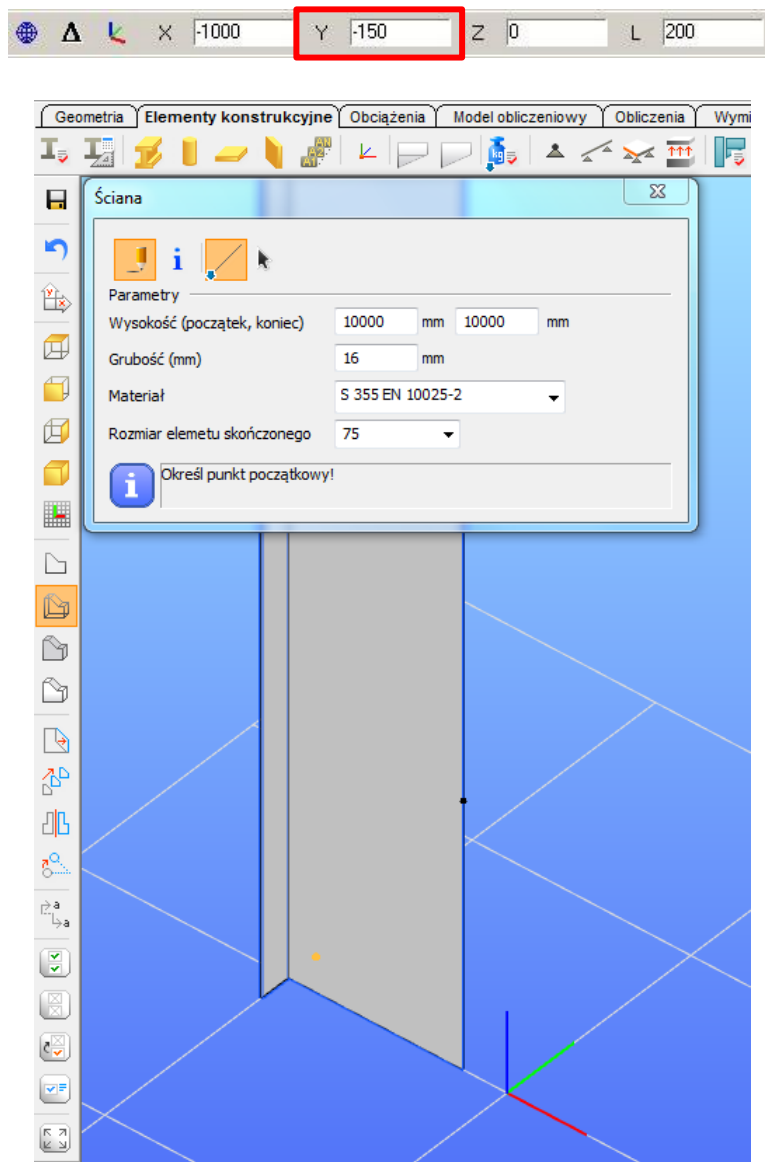 X -1000 Y -150 Z 0 L 200
Geometria Elementy konstrukcyjne Obciążenia Model obliczeniowy Obliczenia Wymi
kg
Ściana
Parametry
Wysokość (początek, koniec) 10000 mm 10000 mm
Grubość (mm) 16 mm
Materiał S 355 EN 10025-2
Rozmiar elemetu skończonego 75
Określ punkt początkowy!
a
a